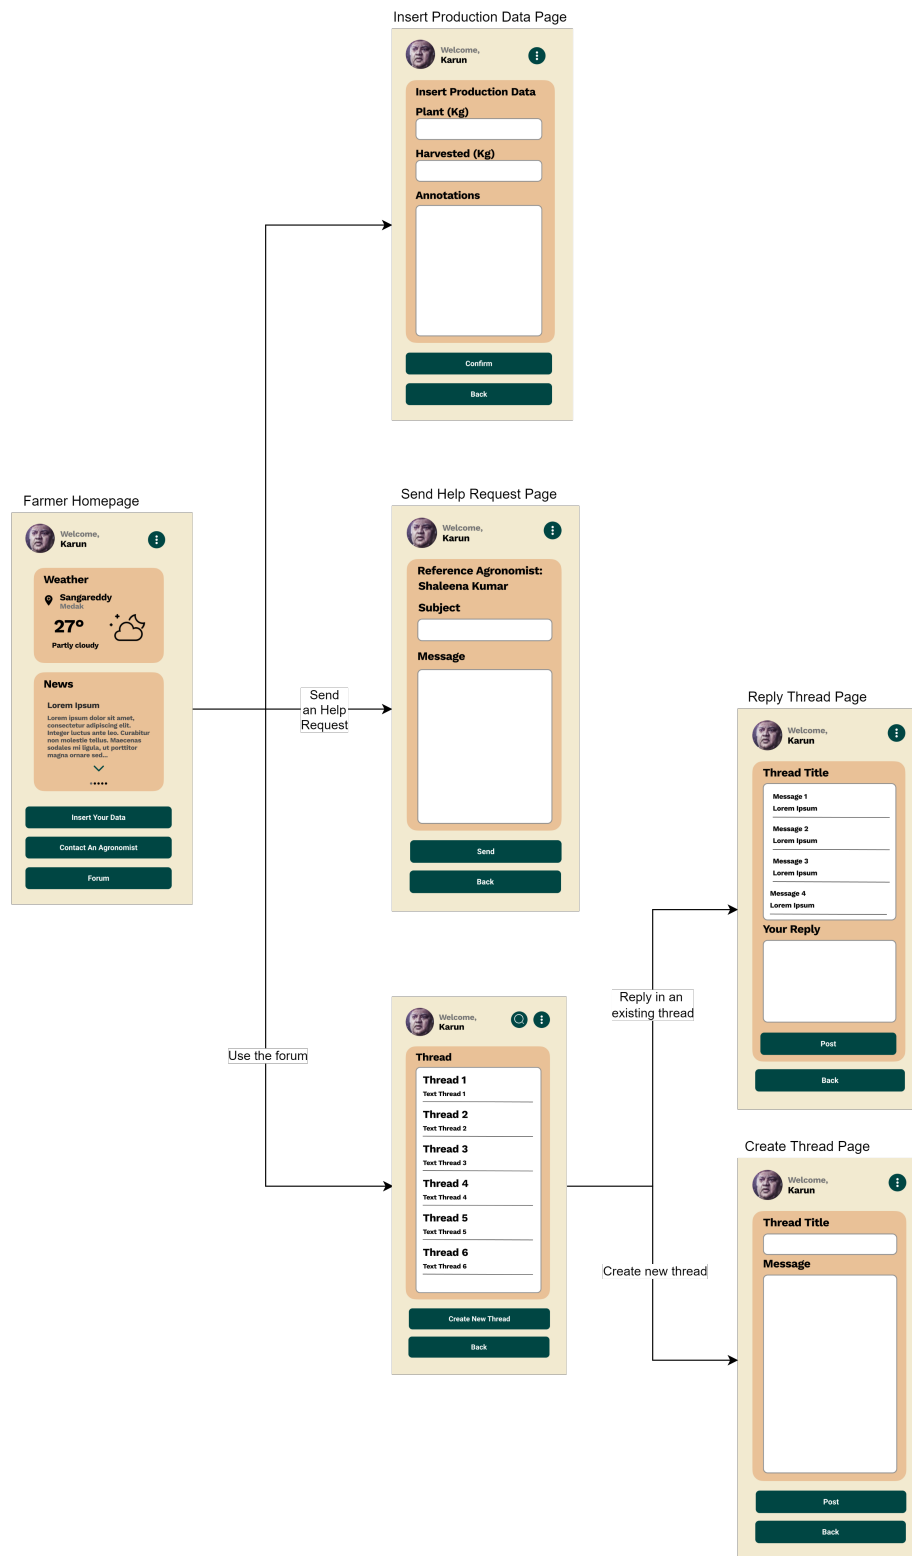 Insert Production Data Page
Welcome,
Karun
Insert Production Data
Plant (Kg)
Harvested (Kg)
Annotations
Confirm
Back
Farmer Homepage
Welcome,
Karun
Weather
Sangareddy
Medak
27°
Partly cloudy
News
Lorem Ipsum
Lorem ipsum dolor sit amet,
consectetur adipiscing elit.
Integer luctus ante leo. Curabitur
non molestie tellus. Maecenas
sodales mi ligula, ut porttitor
magna ornare sed...
Insert Your Data
Contact An Agronomist
Forum
Send
an Help
Request
Send Help Request Page
Welcome,
Karun
Reference Agronomist:
Shaleena Kumar
Subject
Message
Send
Back
Use the forum
Welcome,
Karun
Thread
Thread 1
Text Thread 1
Thread 2
Text Thread 2
Thread 3
Text Thread 3
Thread 4
Text Thread 4
Thread 5
Text Thread 5
Thread 6
Text Thread 6
Create New Thread
Back
Reply in an
existing thread
Create new thread
Reply Thread Page
Welcome,
Karun
Thread Title
Message 1
Lorem Ipsum
Message 2
Lorem Ipsum
Message 3
Lorem Ipsum
Message 4
Lorem Ipsum
Your Reply
Post
Back
Create Thread Page
Welcome,
Karun
Thread Title
Message
Post
Back